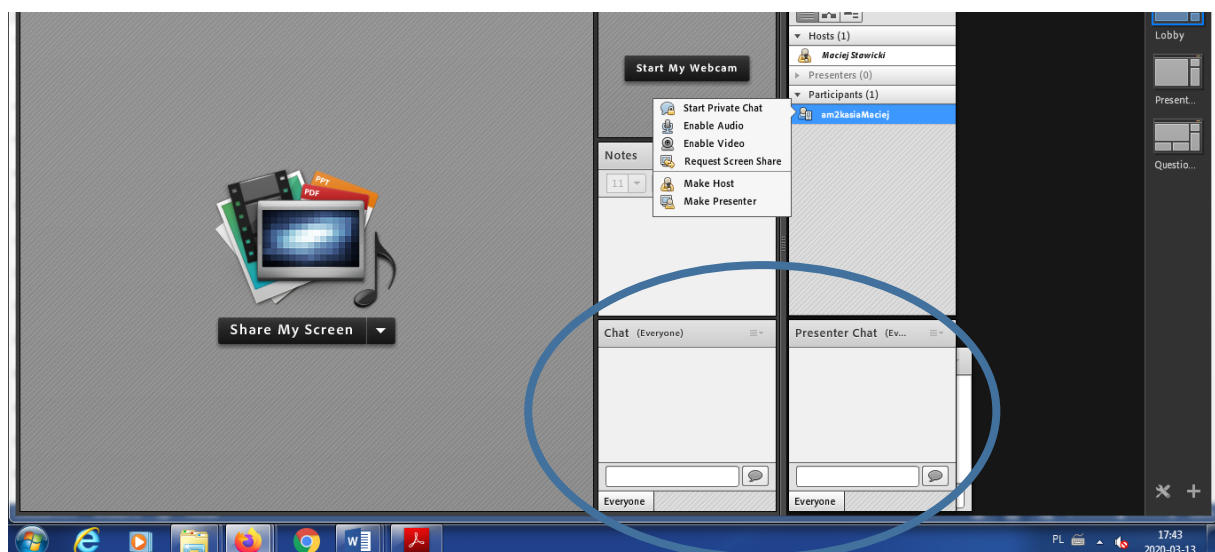 Start My Webcam
Hosts (1)
Maciej Stawicki
Presenters (0)
Participants (1)
am2kasiaMaciej
Start Private Chat
Enable Audio
Enable Video
Request Screen Share
Make Host
Make Presenter
Notes
11
PPT
PDF
Share My Screen
Chat (Everyone)
Everyone
Presenter Chat (Ev...
Everyone
Lobby
Present...
Questio...
W
PL
17:43
2020-03-13